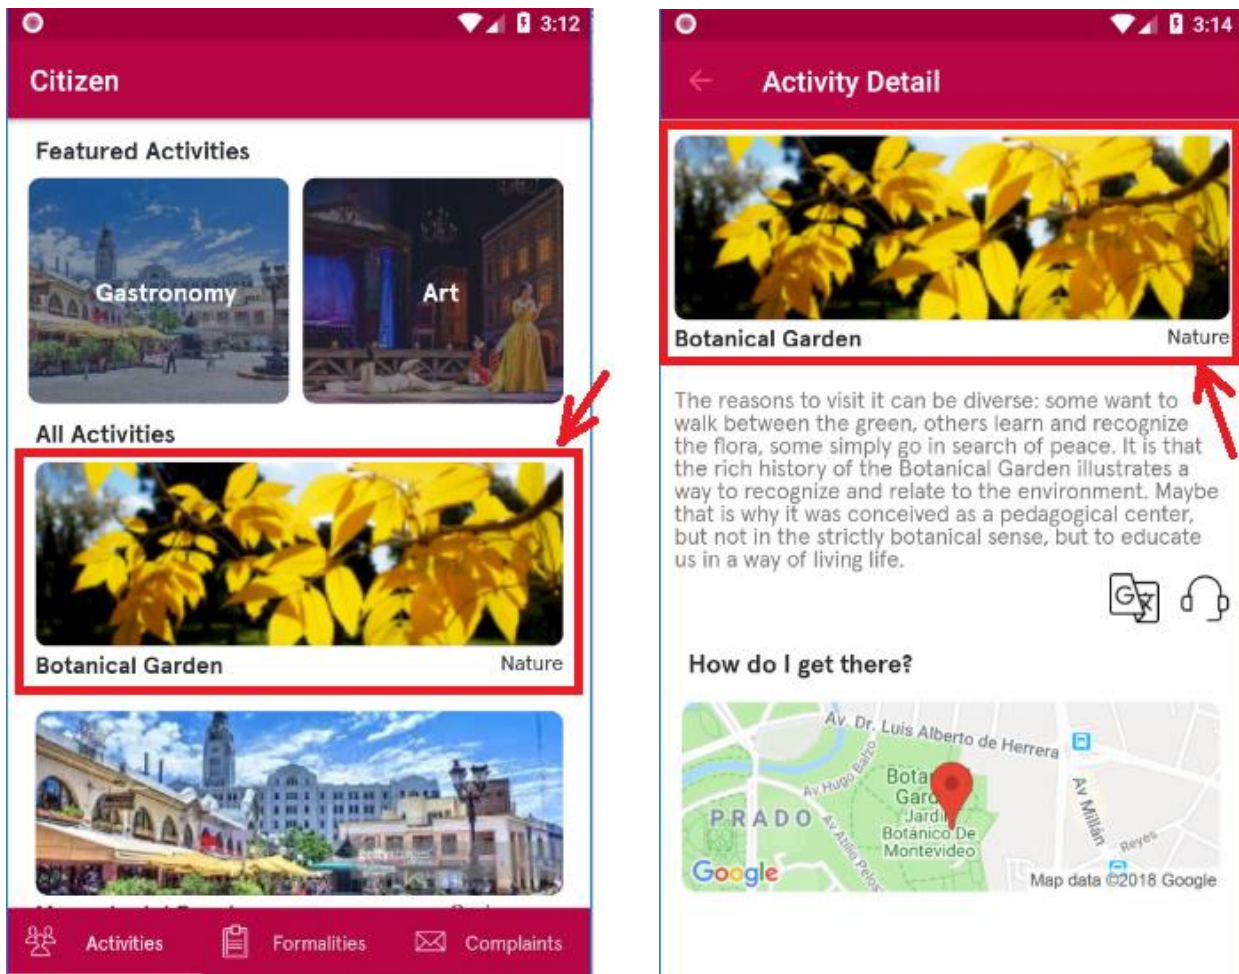 3:12
Citizen
Featured Activities
Gastronomy
Art
All Activities
Botanical Garden
Nature
Activities
Formalities
Complaints
3:14
Activity Detail
Botanical Garden
Nature
The reasons to visit it can be diverse: some want to
walk between the green, others learn and recognize
the flora, some simply go in search of peace. It is that
the rich history of the Botanical Garden illustrates a
way to recognize and relate to the environment. Maybe
that is why it was conceived as a pedagogical center,
but not in the strictly botanical sense, but to educate
us in a way of living life.
G
How do I get there?
Av. Dr. Luis Alberto de Herrera
Av. Hugo Balzo
Jardí
Botánico De
Montevideo
PRADO
Av Atilio Pelos
Av Millán
Reyes
Google
Map data ©2018 Google